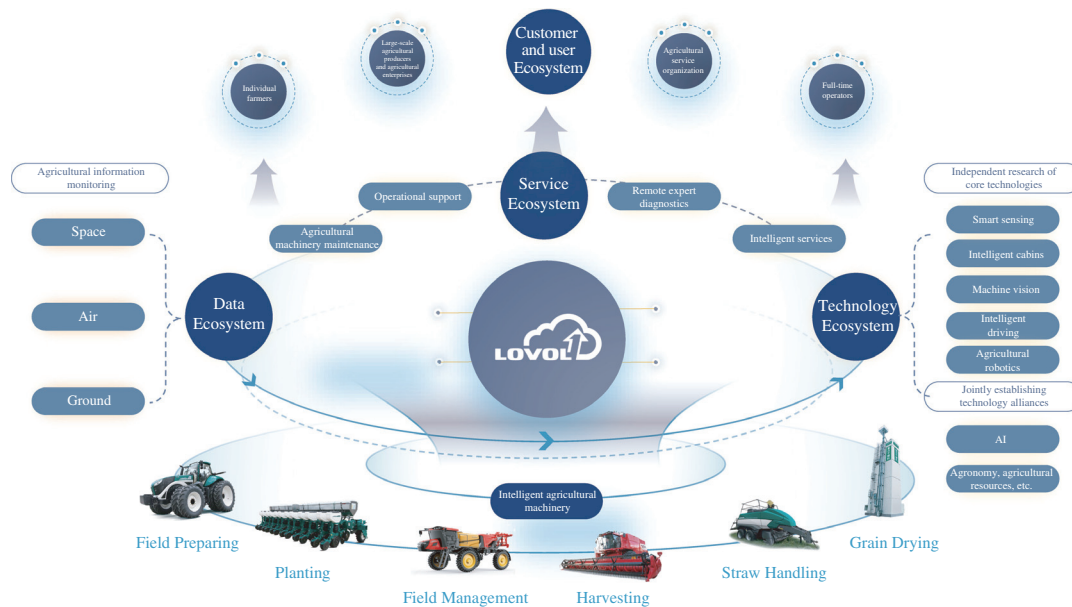 Customer
and user
Ecosystem
Individual
farmers
Large-scale
agricultural
producers
and agricultural
enterprises
Agricultural
service
organization
Full-time
operators
Agricultural information
monitoring
Space
Air
Ground
Data
Ecosystem
Agricultural
machinery maintenance
Operational support
Service
Ecosystem
Remote expert
diagnostics
Intelligent services
LOVOL
Technology
Ecosystem
Independent research of
core technologies
Smart sensing
Intelligent cabins
Machine vision
Intelligent
driving
Agricultural
robotics
Jointly establishing
technology alliances
AI
Agronomy, agricultural
resources, etc.
Intelligent agricultural
machinery
Field Preparing
Planting
Field Management
Harvesting
Straw Handling
Grain Drying